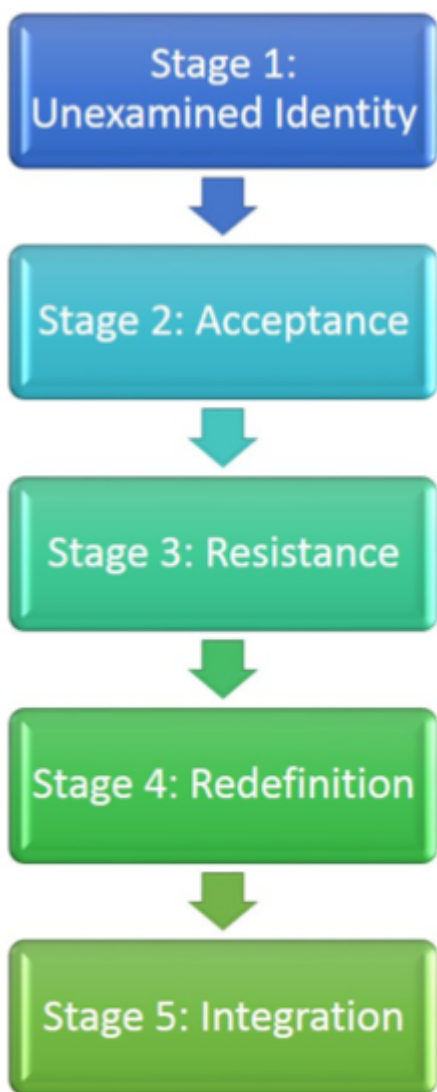 Stage 1:
Unexamined Identity
Stage 2: Acceptance
Stage 3: Resistance
Stage 4: Redefinition
Stage 5: Integration